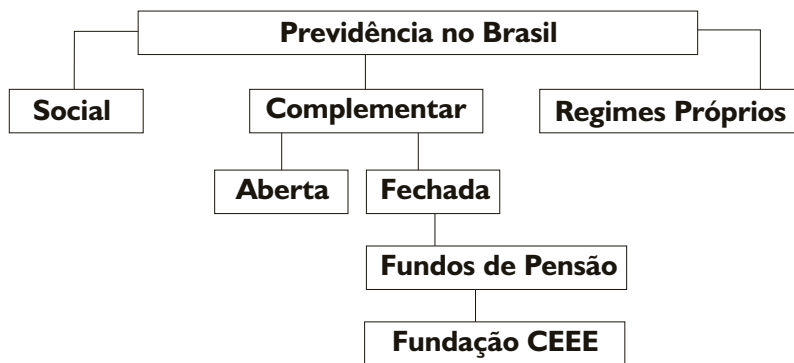 Previdência no Brasil
Social
Complementar
Regimes Próprios
Aberta
Fechada
Fundos de Pensão
Fundação CEEE